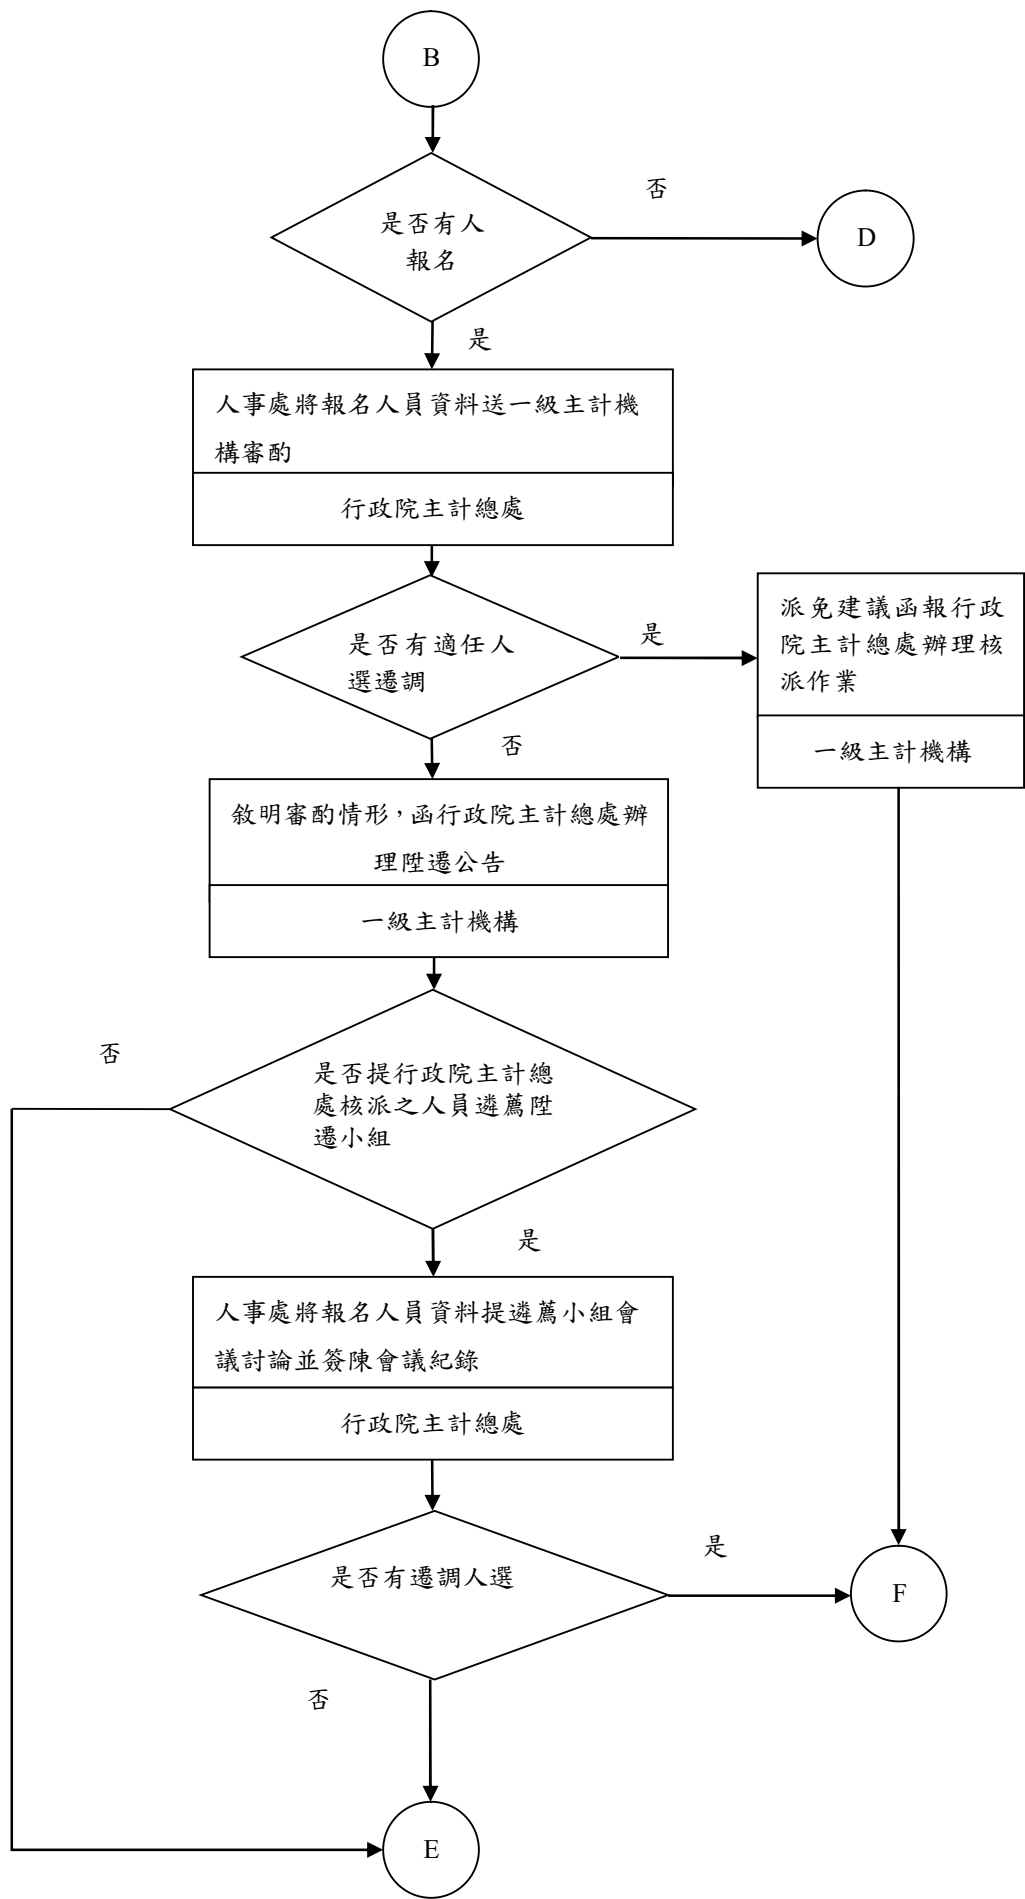 B
否
是否有人
報名
D
是
人事處將報名人員資料送一級主計機
構審酌
行政院主計總處
派免建議函報行政
院主計總處辦理核
派作業
是
是否有適任人
選遷調
否
一級主計機構
敘明審酌情形，函行政院主計總處辦
理陞遷公告
一級主計機構
否
是否提行政院主計總
處核派之人員遴薦陞
遷小組
是
人事處將報名人員資料提遴薦小組會
議討論並簽陳會議紀錄
行政院主計總處
是
是否有遷調人選
F
否
E